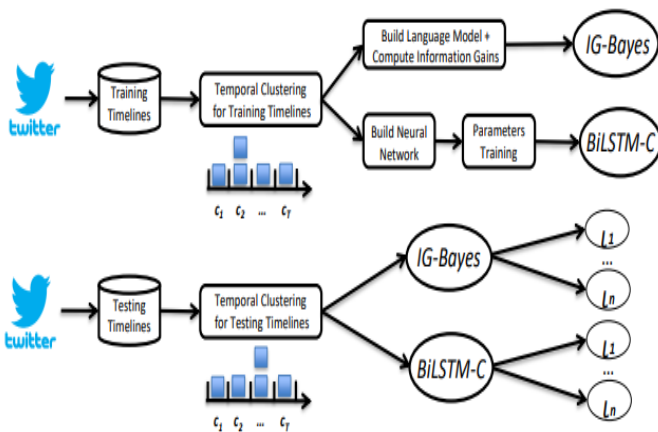 Build Language Model +
Compute Information Gains
IG-Bayes
twitter
Training
Timelines
Temporal Clustering
for Training Timelines
Build Neural
Network
Parameters
Training
BiLSTM-C
c1 c2 ... cT
twitter
Testing
Timelines
Temporal Clustering
for Testing Timelines
IG-Bayes
L1
...
Ln
BiLSTM-C
L1
...
Ln
c1 c2 ... cT